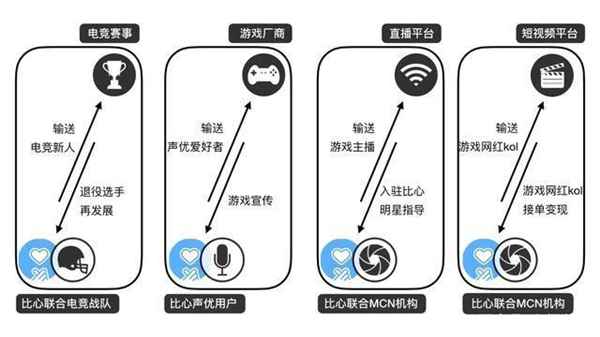 电竞赛事
输送
电竞新人
退役选手
再发展
比心联合电竞战队
游戏厂商
输送
声优爱好者
游戏宣传
比心声优用户
直播平台
输送
游戏主播
入驻比心
明星指导
比心联合MCN机构
短视频平台
输送
游戏网红kol
游戏网红kol
接单变现
比心联合MCN机构